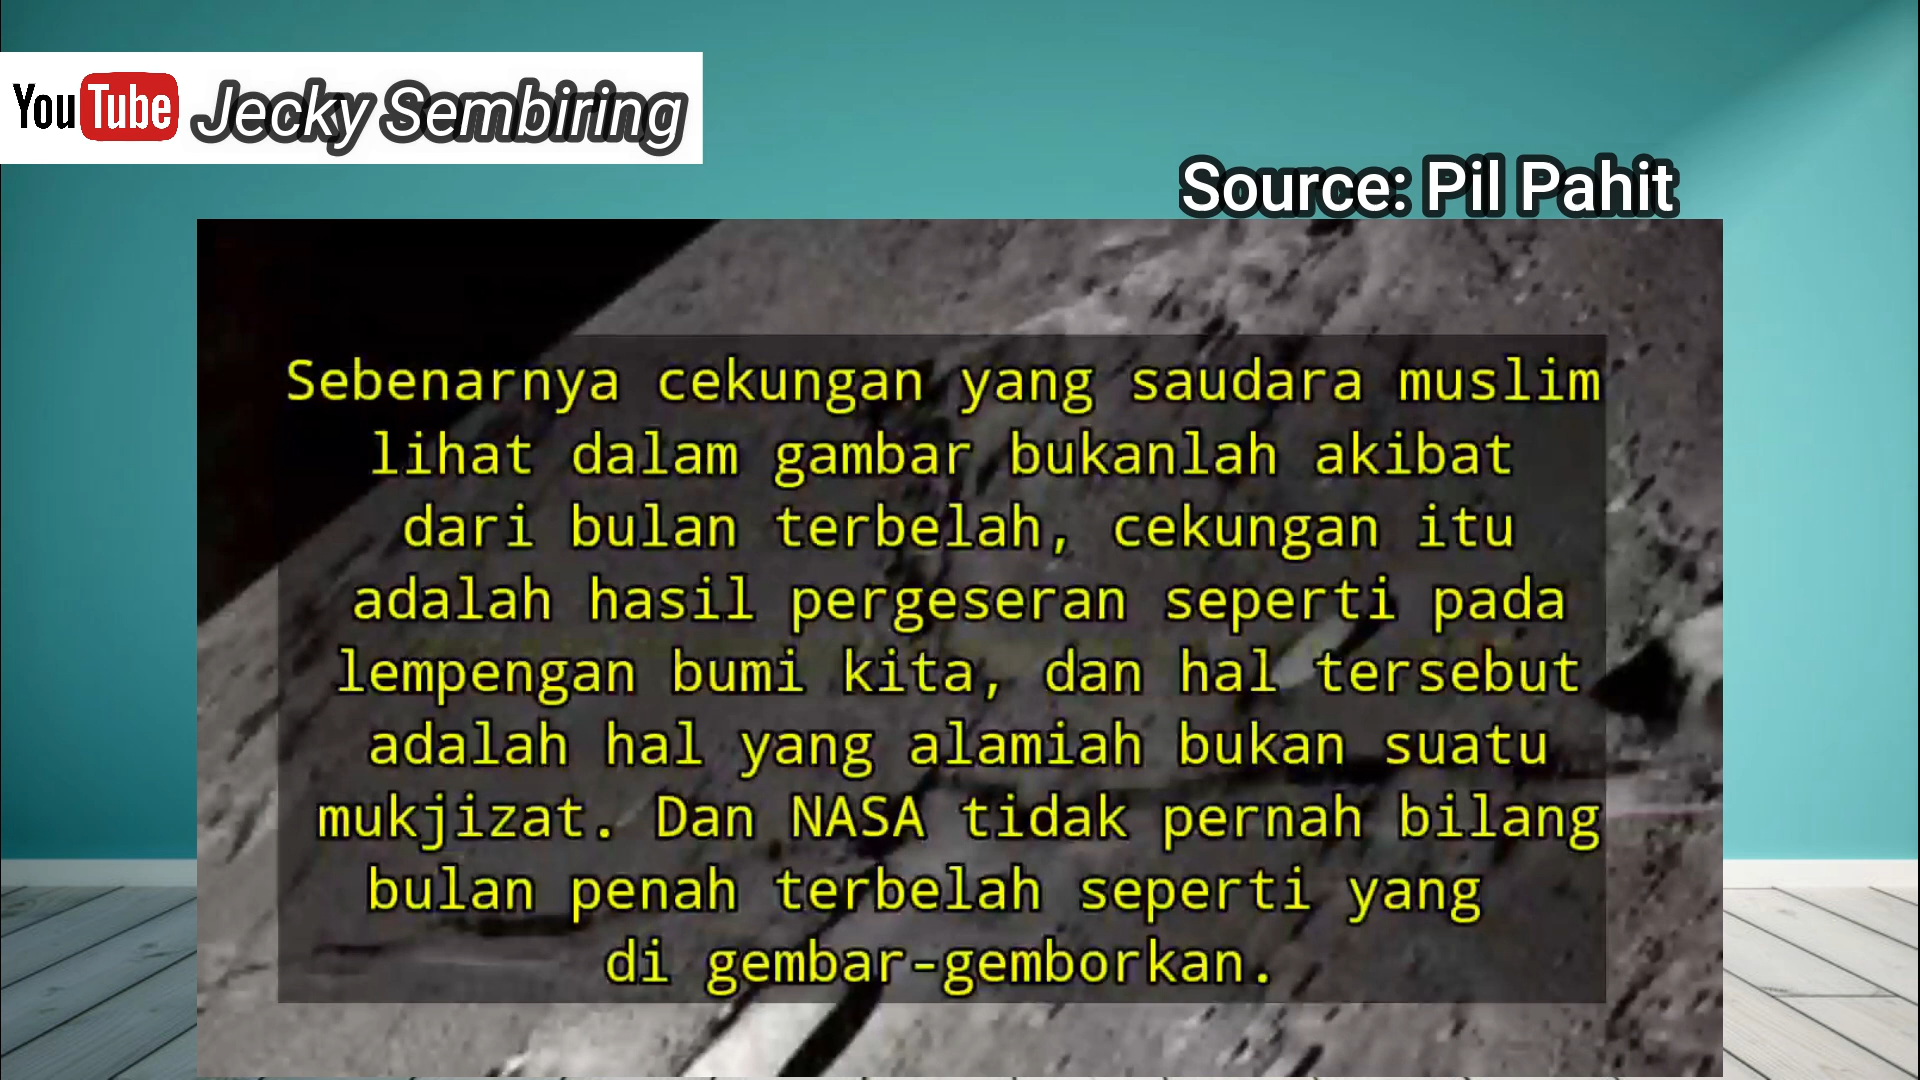 YouTube Jecky Sembiring
Source: Pil Pahit
Sebenarnya cekungan yang saudara muslim
lihat dalam gambar bukanlah akibat
dari bulan terbelah, cekungan itu
adalah hasil pergeseran seperti pada
lempengan bumi kita, dan hal tersebut
adalah hal yang alamiah bukan suatu
mukjizat. Dan NASA tidak pernah bilang
bulan penah terbelah seperti yang
di gembar-gemborkan.